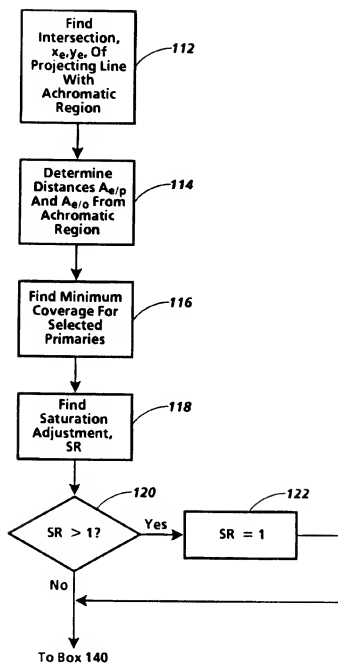 Find
Intersection,
xe,ye, Of
Projecting Line
With
Achromatic
Region
112
Determine
Distances Ae/p
And Ae/o From
Achromatic
Region
114
Find Minimum
Coverage For
Selected
Primaries
116
Find
Saturation
Adjustment,
SR
118
SR > 1?
120
Yes
SR = 1
122
No
To Box 140